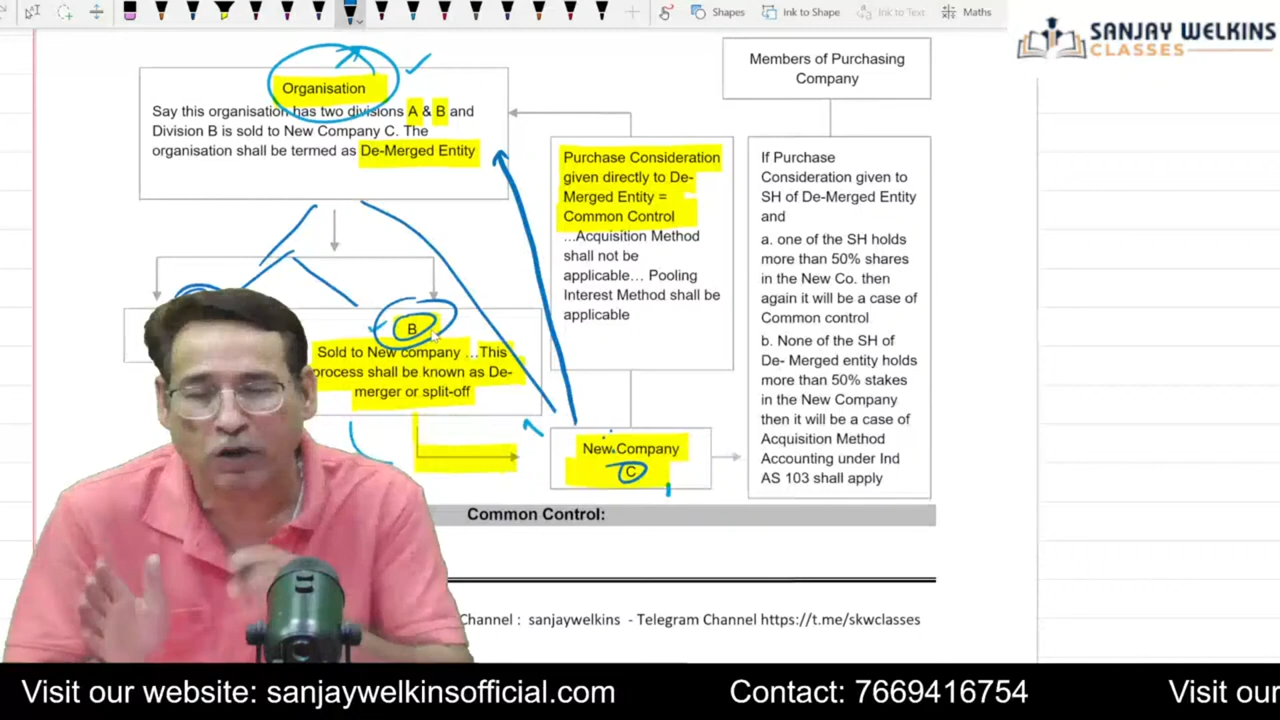 Shapes
Ink to Shape
Ink to Text
Maths
SANJAY WELKINS
CLASSES
Organisation
Say this organisation has two divisions A & B and
Division B is sold to New Company C. The
organisation shall be termed as De-Merged Entity
Members of Purchasing
Company
Purchase Consideration
given directly to De-
Merged Entity =
Common Control
...Acquisition Method
shall not be
applicable... Pooling
Interest Method shall be
applicable
If Purchase
Consideration given to
SH of De-Merged Entity
and
a. one of the SH holds
more than 50% shares
in the New Co. then
again it will be a case of
Common control
b. None of the SH of
De- Merged entity holds
more than 50% stakes
in the New Company
then it will be a case of
Acquisition Method
Accounting under Ind
AS 103 shall apply
B
Sold to New company ...This
process shall be known as De-
merger or split-off
New Company
C
Common Control:
Channel : sanjaywelkins - Telegram Channel https://t.me/skwclasses
Visit our website: sanjaywelkinsofficial.com
Contact: 7669416754
Visit our